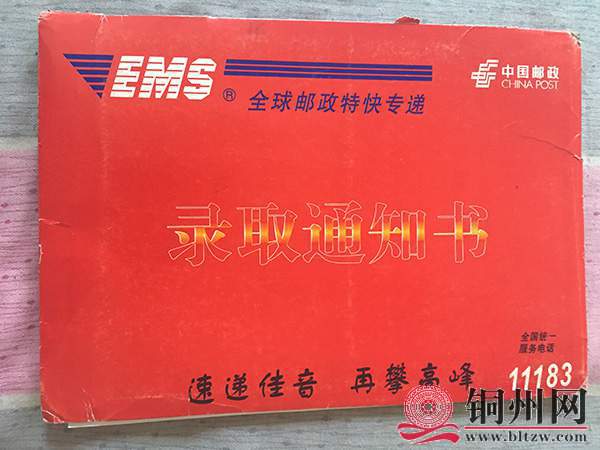 EMS®
全球邮政特快专递
中国邮政
CHINA POST
录取通知书
全国统一
服务电话
11183
速递佳音 再攀高峰
铜州网
www.bltzw.com